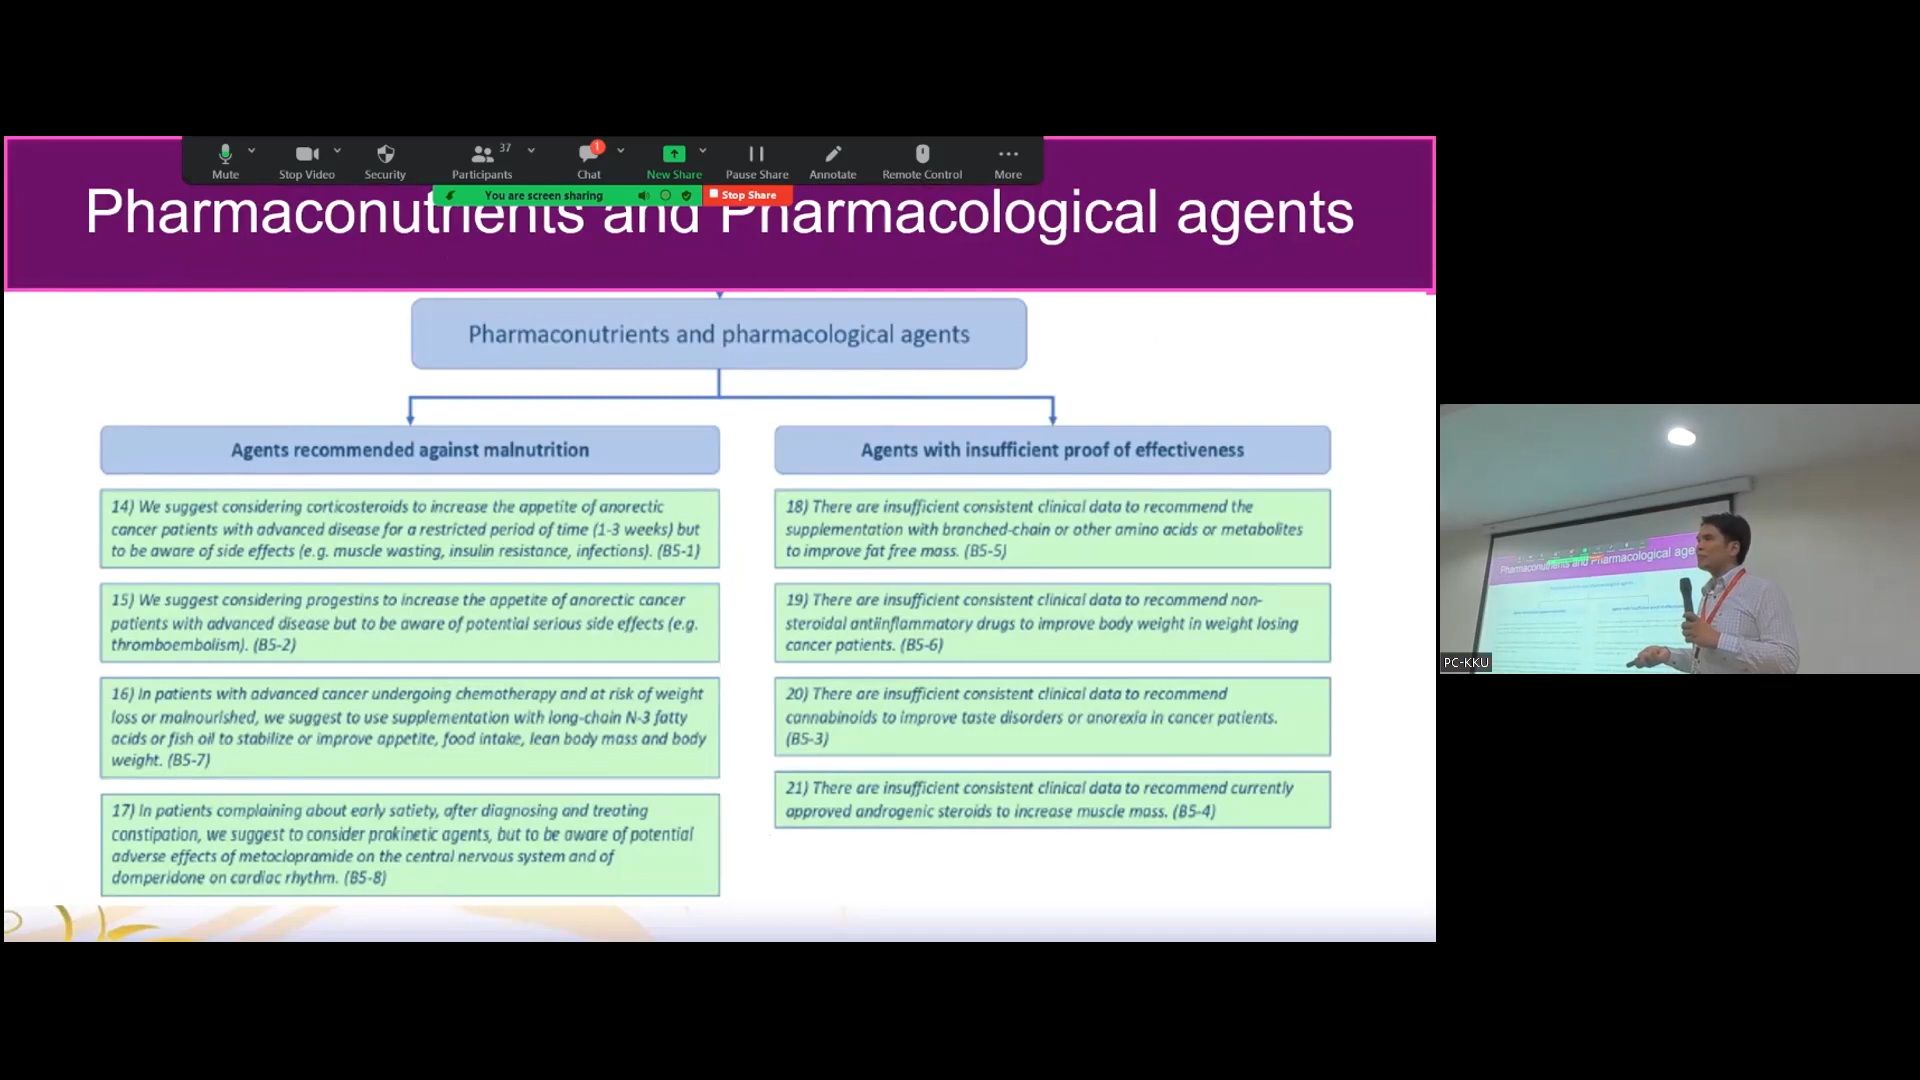 Mute
Stop Video
Security
37
Participants
1
Chat
New Share
Pause Share
Annotate
Remote Control
More
You are screen sharing
Stop Share
Pharmaconutrients and Pharmacological agents
Pharmaconutrients and pharmacological agents
Agents recommended against malnutrition
14) We suggest considering corticosteroids to increase the appetite of anorectic
cancer patients with advanced disease for a restricted period of time (1-3 weeks) but
to be aware of side effects (e.g. muscle wasting, insulin resistance, infections). (B5-1)
15) We suggest considering progestins to increase the appetite of anorectic cancer
patients with advanced disease but to be aware of potential serious side effects (e.g.
thromboembolism). (B5-2)
16) In patients with advanced cancer undergoing chemotherapy and at risk of weight
loss or malnourished, we suggest to use supplementation with long-chain N-3 fatty
acids or fish oil to stabilize or improve appetite, food intake, lean body mass and body
weight. (B5-7)
17) In patients complaining about early satiety, after diagnosing and treating
constipation, we suggest to consider prokinetic agents, but to be aware of potential
adverse effects of metoclopramide on the central nervous system and of
domperidone on cardiac rhythm. (B5-8)
Agents with insufficient proof of effectiveness
18) There are insufficient consistent clinical data to recommend the
supplementation with branched-chain or other amino acids or metabolites
to improve fat free mass. (B5-5)
19) There are insufficient consistent clinical data to recommend non-
steroidal antiinflammatory drugs to improve body weight in weight losing
cancer patients. (B5-6)
20) There are insufficient consistent clinical data to recommend
cannabinoids to improve taste disorders or anorexia in cancer patients.
(B5-3)
21) There are insufficient consistent clinical data to recommend currently
approved androgenic steroids to increase muscle mass. (B5-4)
Pharmaconutrients and Pharmacological age
PC-KKU